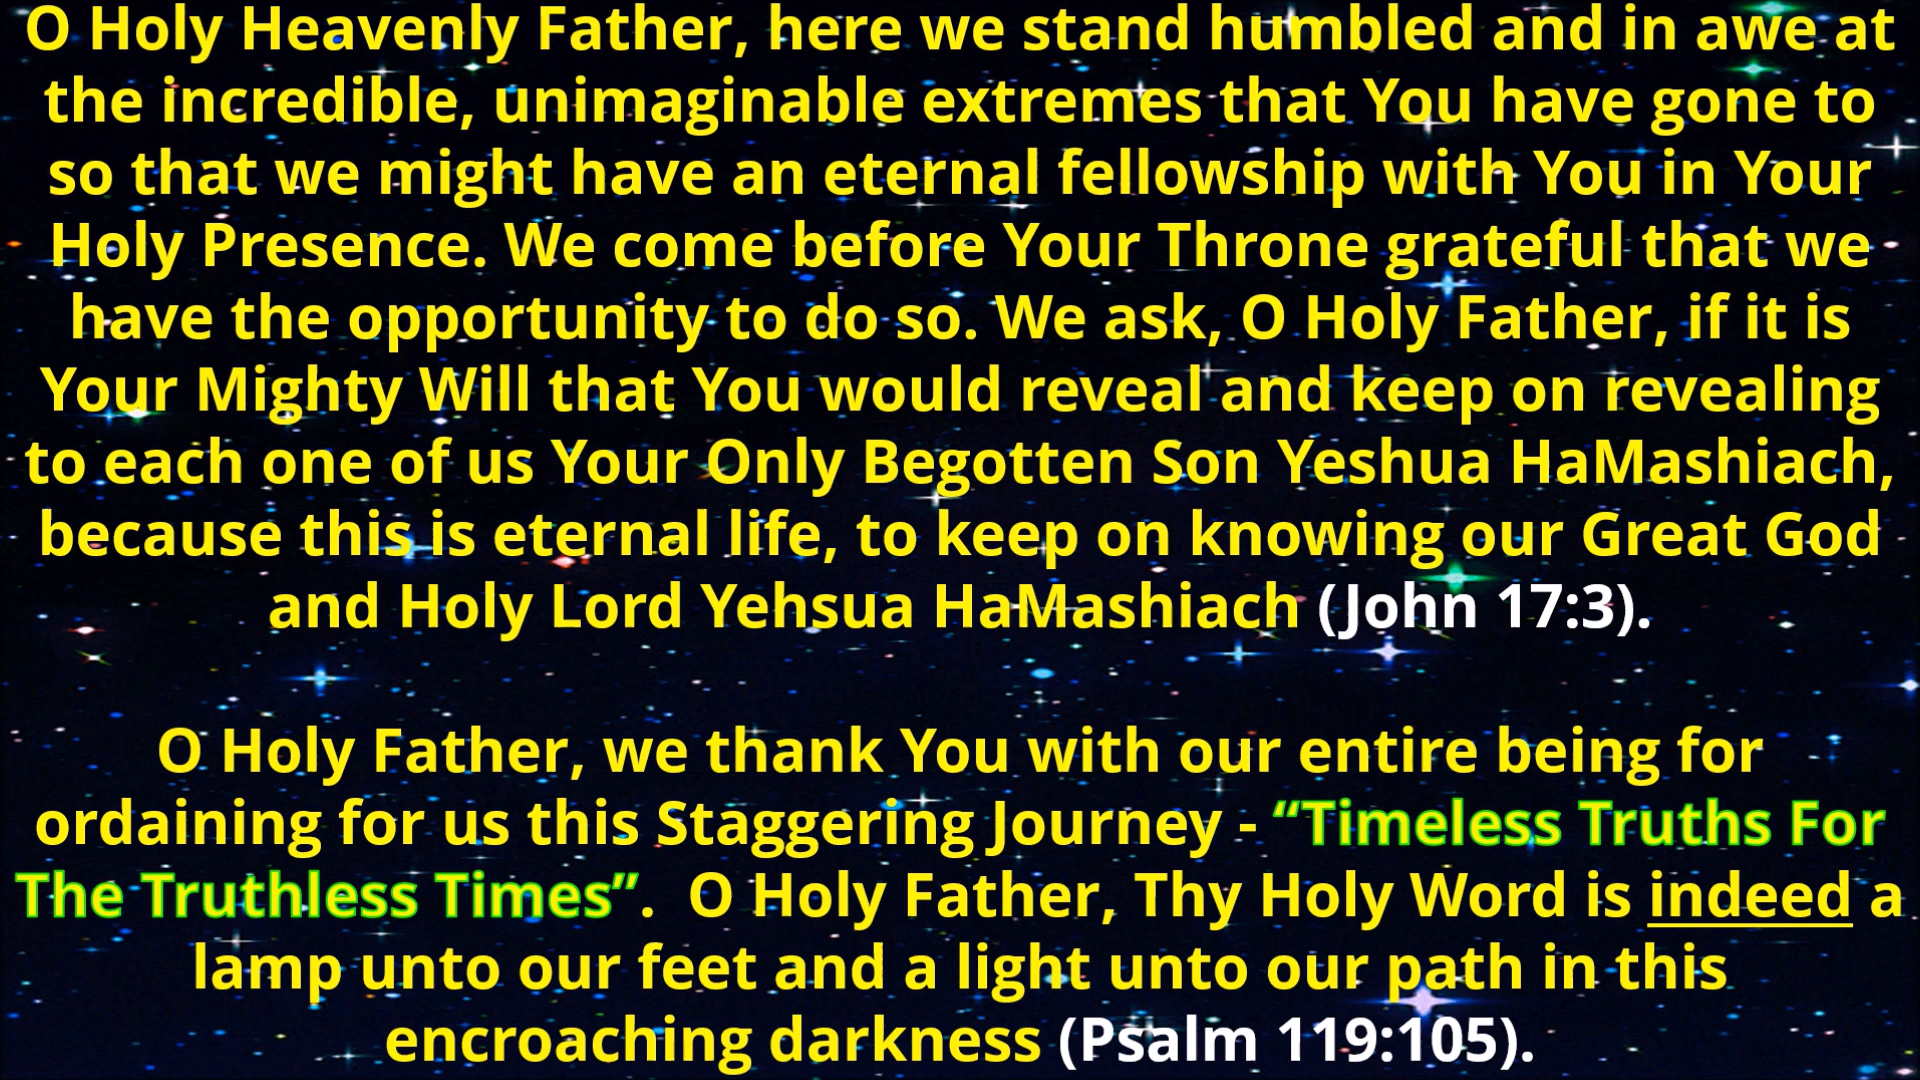 O Holy Heavenly Father, here we stand humbled and in awe at
the incredible, unimaginable extremes that You have gone to
so that we might have an eternal fellowship with You in Your
Holy Presence. We come before Your Throne grateful that we
have the opportunity to do so. We ask, O Holy Father, if it is
Your Mighty Will that You would reveal and keep on revealing
to each one of us Your Only Begotten Son Yeshua HaMashiach,
because this is eternal life, to keep on knowing our Great God
and Holy Lord Yehsua HaMashiach (John 17:3).
O Holy Father, we thank You with our entire being for
ordaining for us this Staggering Journey - “Timeless Truths For
The Truthless Times”.  O Holy Father, Thy Holy Word is indeed a
lamp unto our feet and a light unto our path in this
encroaching darkness (Psalm 119:105).